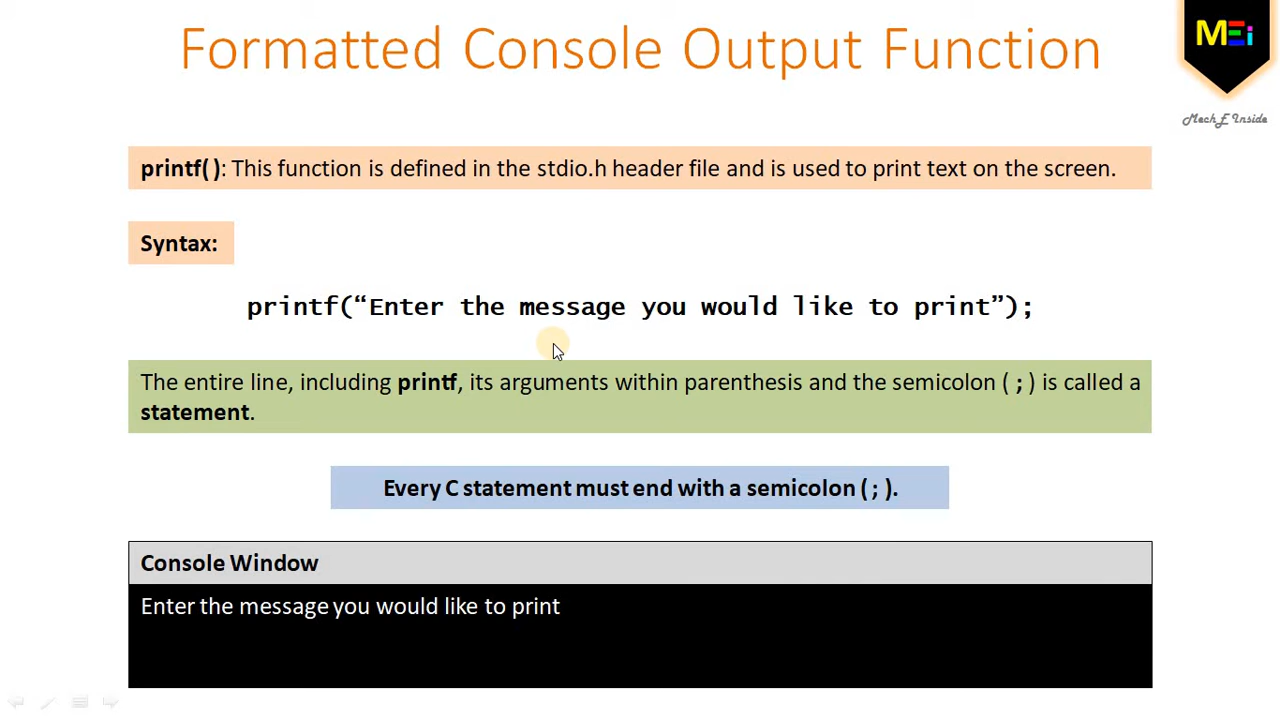 Formatted Console Output Function
MEi
Mech E Inside
printf( ): This function is defined in the stdio.h header file and is used to print text on the screen.
Syntax:
printf(“Enter the message you would like to print”);
The entire line, including printf, its arguments within parenthesis and the semicolon ( ; ) is called a
statement.
Every C statement must end with a semicolon ( ; ).
Console Window
Enter the message you would like to print